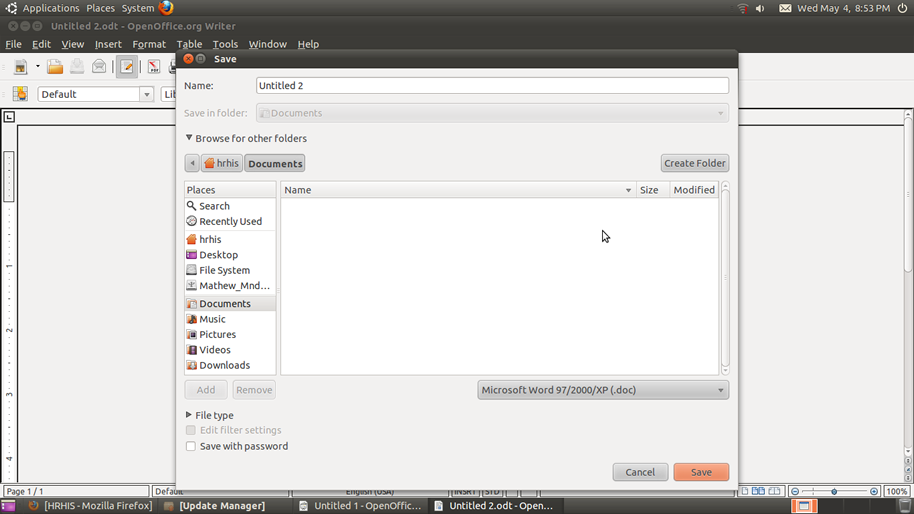 Applications Places System Wed May 4, 8:53 PM
Untitled 2.odt - OpenOffice.org Writer
File Edit View Insert Format Table Tools Window Help
Save
Name: Untitled 2
Default
Save in folder: Documents
Browse for other folders
hrhis Documents Create Folder
Places Name Size Modified
Search
Recently Used
hrhis
Desktop
File System
Mathew_Mnd...
Documents
Music
Pictures
Videos
Downloads
Add Remove Microsoft Word 97/2000/XP (.doc)
File type
Edit filter settings
Save with password
Cancel Save
Page 1 / 1 Default English (USA) INSRT STD 100%
[HRHIS - Mozilla Firefox] [Update Manager] Untitled 1 - OpenOffic... Untitled 2.odt - Open...